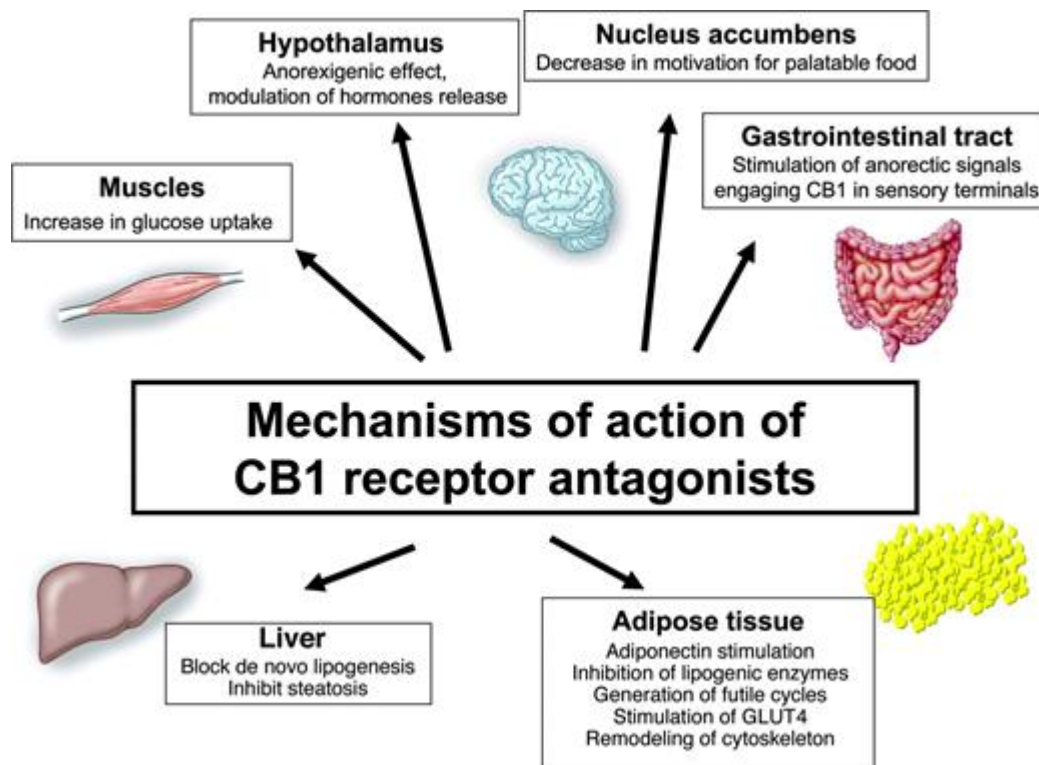 Hypothalamus
Anorexigenic effect,
modulation of hormones release
Nucleus accumbens
Decrease in motivation for palatable food
Gastrointestinal tract
Stimulation of anorectic signals
engaging CB1 in sensory terminals
Muscles
Increase in glucose uptake
Mechanisms of action of
CB1 receptor antagonists
Liver
Block de novo lipogenesis
Inhibit steatosis
Adipose tissue
Adiponectin stimulation
Inhibition of lipogenic enzymes
Generation of futile cycles
Stimulation of GLUT4
Remodeling of cytoskeleton